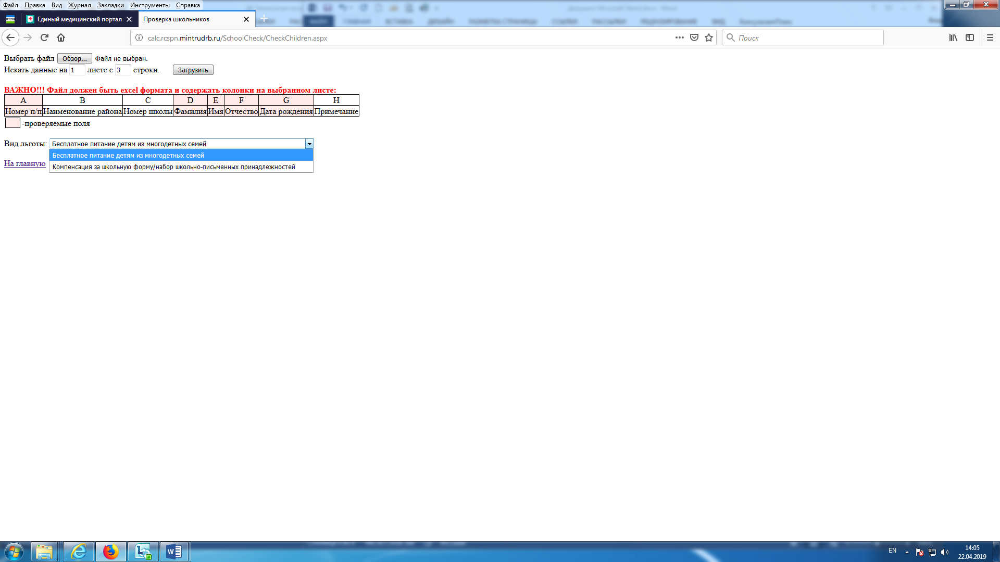 Файл Правка Вид Журнал Закладки Инструменты Справка
Единый медицинский портал
Проверка школьников
calc.rcspn.mintrudrb.ru/SchoolCheck/CheckChildren.aspx
Поиск
Выбрать файл Обзор... Файл не выбран.
Искать данные на 1 листе с 3 строки. Загрузить
ВАЖНО!!! Файл должен быть excel формата и содержать колонки на выбранном листе:
A B C D E F G H
Номер п/п Наименование района Номер школы Фамилия Имя Отчество Дата рождения Примечание
-проверяемые поля
Вид льготы: Бесплатное питание детям из многодетных семей
Бесплатное питание детям из многодетных семей
Компенсация за школьную форму/набор школьно-письменных принадлежностей
На главную
EN
14:05
22.04.2019